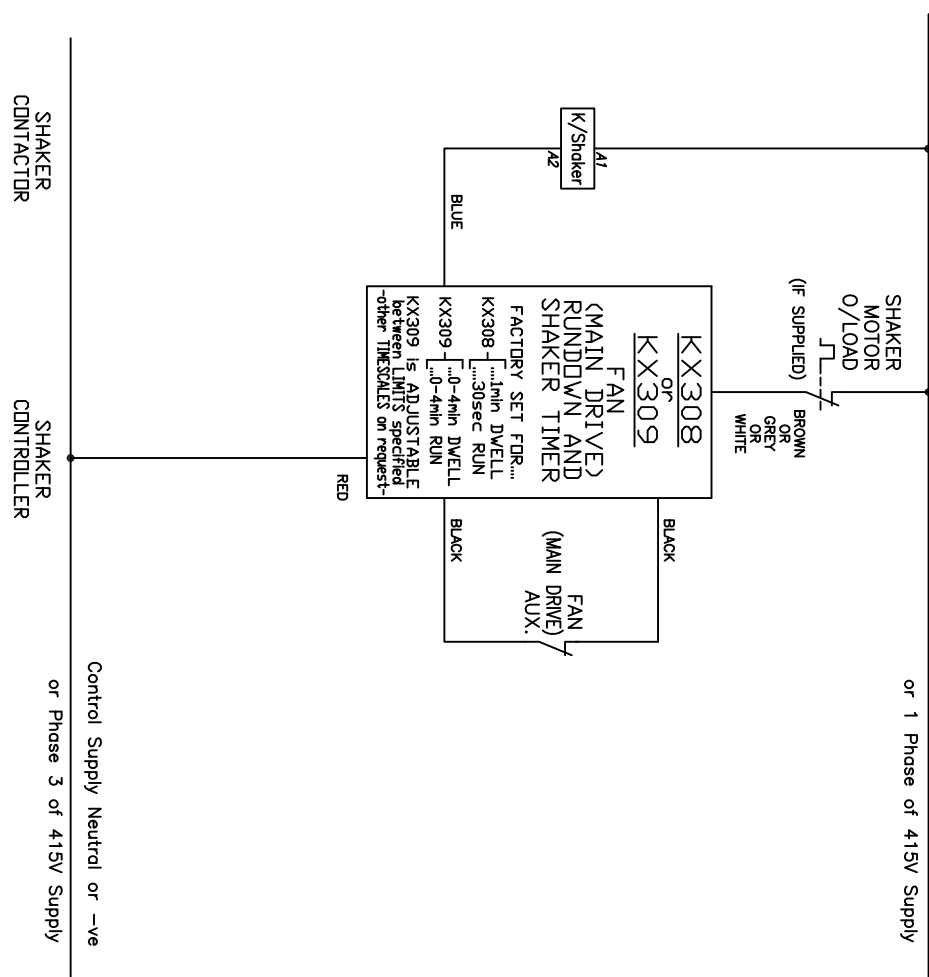 or 1 Phase of 415V Supply
SHAKER
MOTOR
O/LOAD
(IF SUPPLIED)
BROWN
OR
GREY
OR
WHITE
K/Shaker
A1
A2
BLUE
KX308
or
KX309
FAN
(MAIN DRIVE)
RUNDOWN AND
SHAKER TIMER
FACTORY SET FOR....
KX308 - ....1min DWELL
....30sec RUN
KX309 - ...0-4min DWELL
...0-4min RUN
KX309 is ADJUSTABLE
between LIMITS specified
-other TIMESCALES on request-
BLACK
FAN
(MAIN DRIVE)
AUX.
BLACK
RED
Control Supply Neutral or -ve
or Phase 3 of 415V Supply
SHAKER
CONTACTOR
SHAKER
CONTROLLER